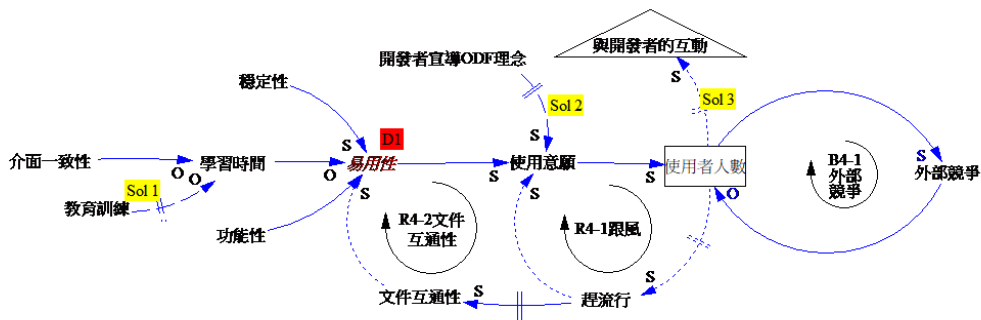 與開發者的互動
開發者宣導ODF理念
S
穩定性
Sol 2
Sol 3
S
S
D1
S
介面一致性
學習時間
易用性
使用意願
使用者人數
B4-1
外部
競爭
S
外部競爭
O
O
O
S
S
S
O
Sol 1
S
教育訓練
功能性
R4-2文件
互通性
R4-1跟風
S
文件互通性
S
趕流行